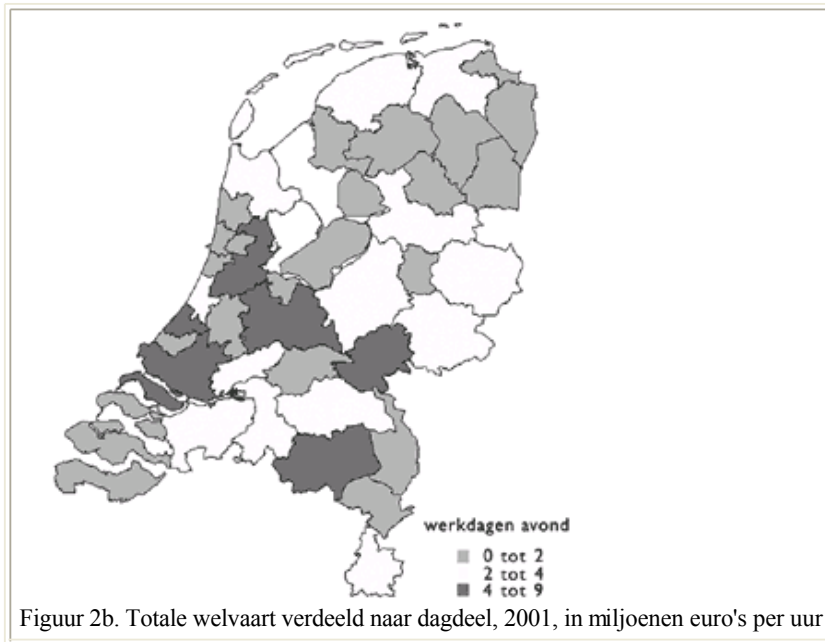 werkdagen avond
0 tot 2
2 tot 4
4 tot 9
Figuur 2b. Totale welvaart verdeeld naar dagdeel, 2001, in miljoenen euro's per uur